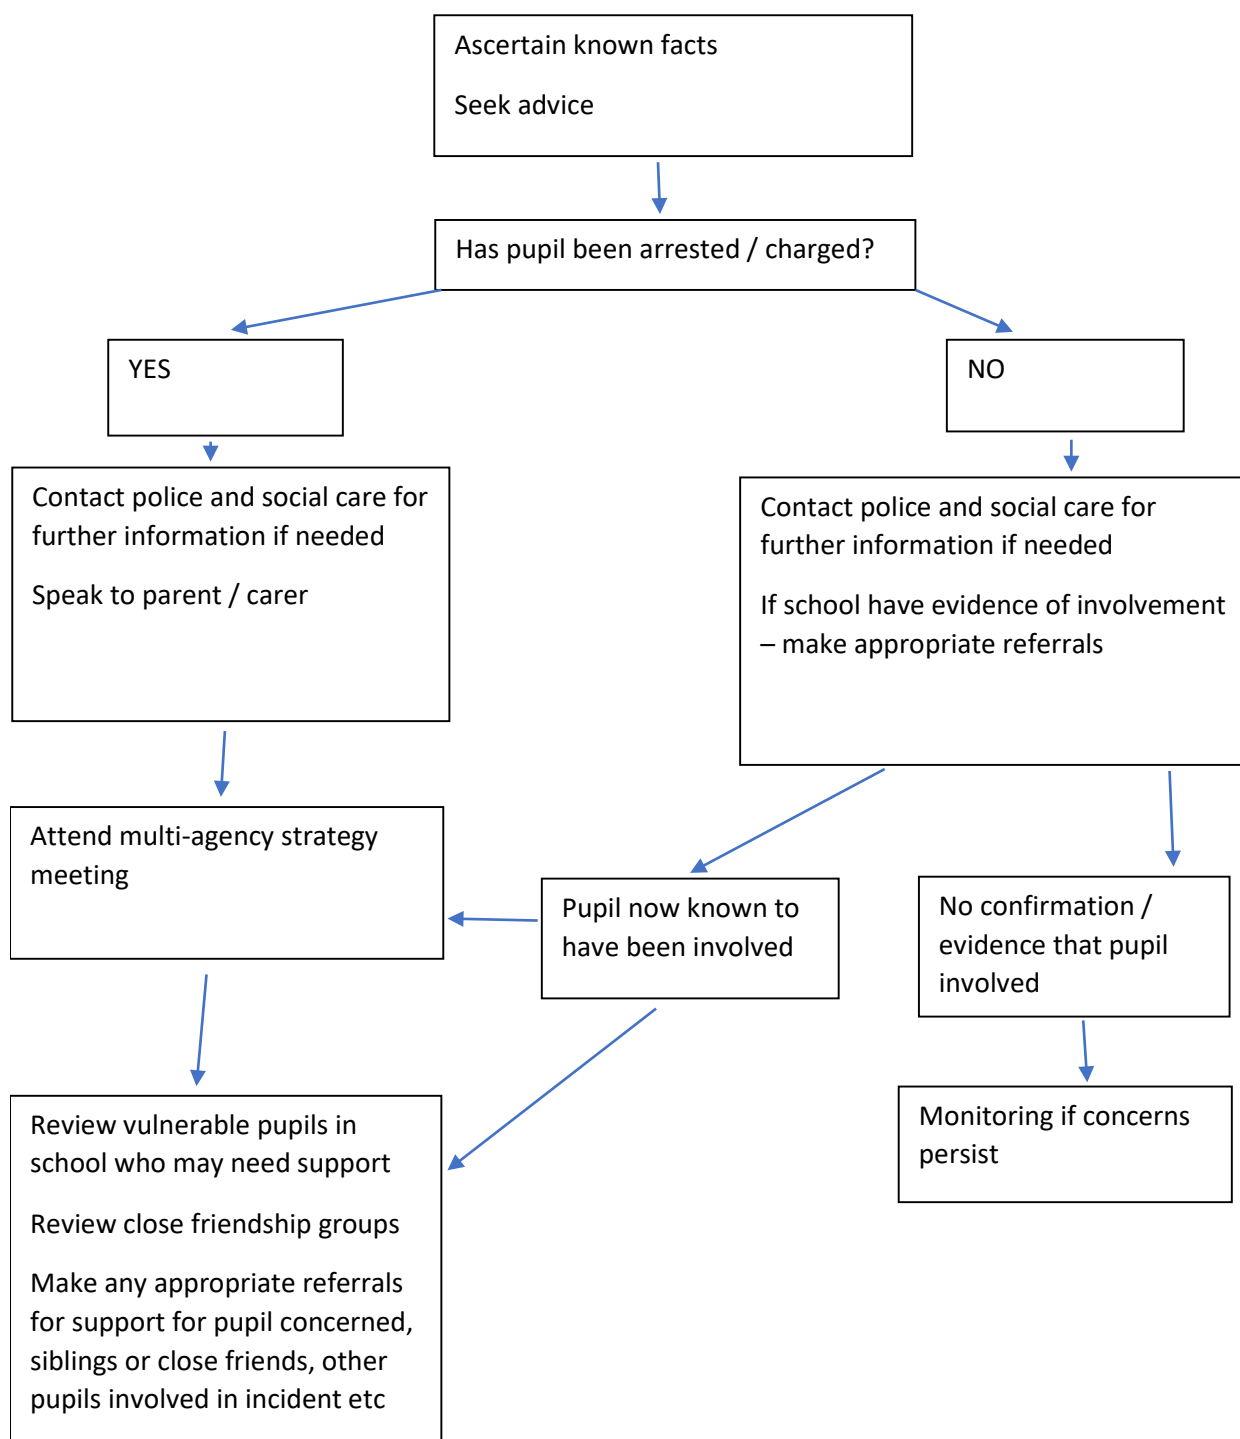 Ascertain known facts
Seek advice
Has pupil been arrested / charged?
YES
NO
Contact police and social care for
further information if needed
Speak to parent / carer
Contact police and social care for
further information if needed
If school have evidence of involvement
– make appropriate referrals
Attend multi-agency strategy
meeting
Pupil now known to
have been involved
No confirmation /
evidence that pupil
involved
Monitoring if concerns
persist
Review vulnerable pupils in
school who may need support
Review close friendship groups
Make any appropriate referrals
for support for pupil concerned,
siblings or close friends, other
pupils involved in incident etc